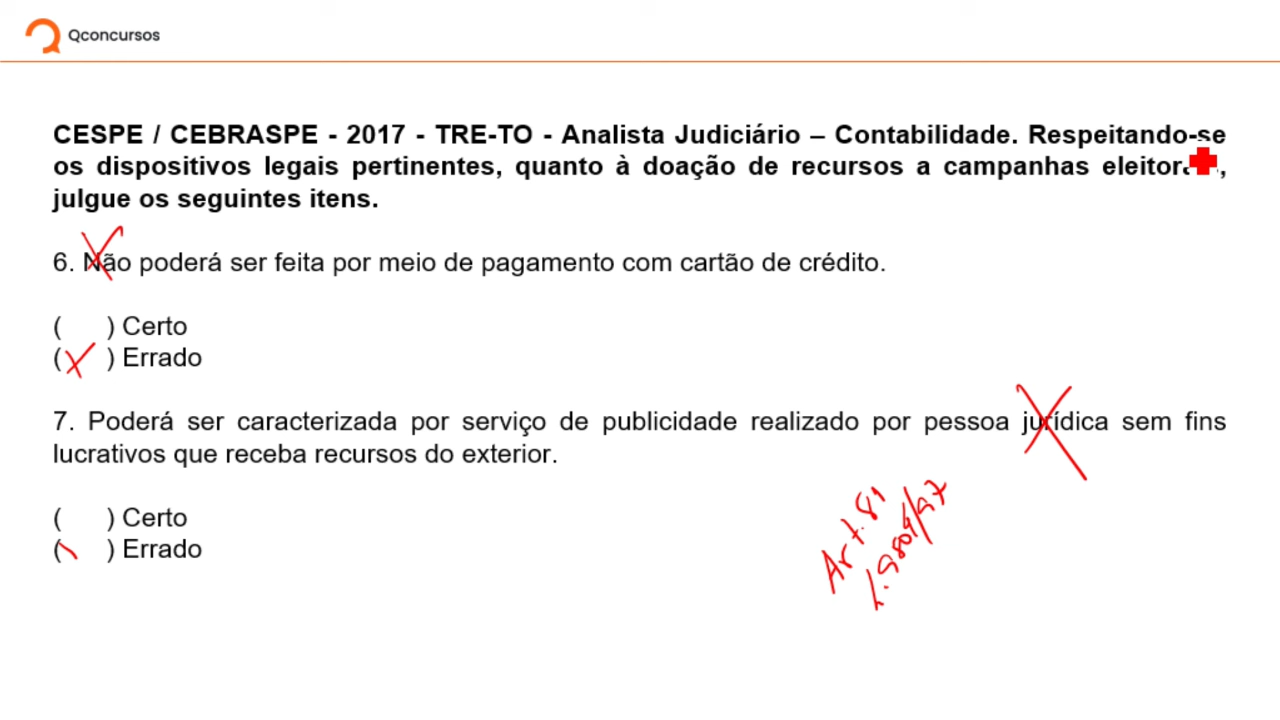 Qconcursos
CESPE / CEBRASPE - 2017 - TRE-TO - Analista Judiciário – Contabilidade. Respeitando-se
os dispositivos legais pertinentes, quanto à doação de recursos a campanhas
julgue os seguintes itens.
6. Não poderá ser feita por meio de pagamento com cartão de crédito.
( ) Certo
( X ) Errado
7. Poderá ser caracterizada por serviço de publicidade realizado por pessoa jurídica sem fins
lucrativos que receba recursos do exterior.
( ) Certo
( ) Errado
Art. 81
L. 9504/97